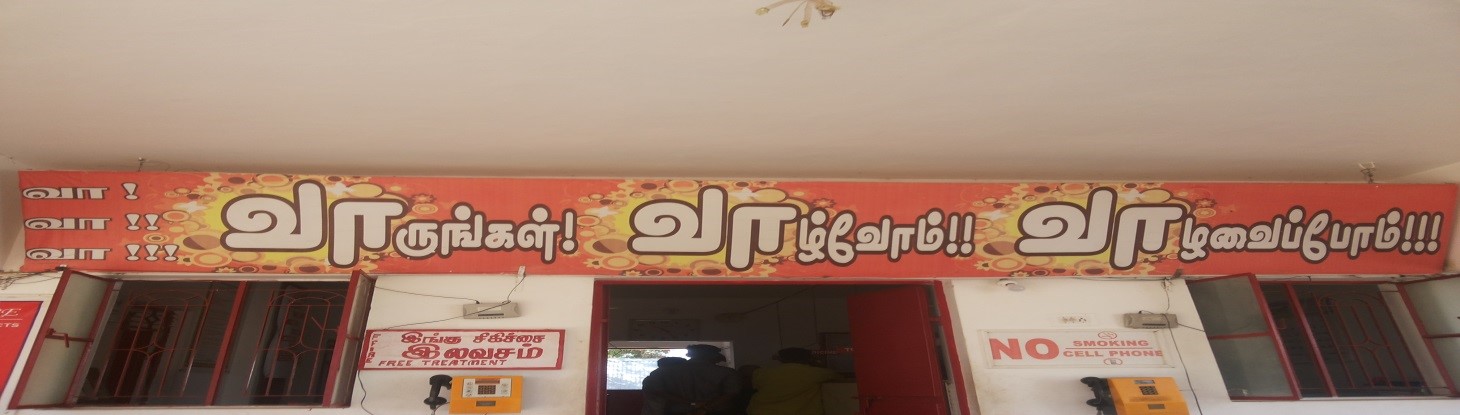 வா !
வா !!
வா !!!
வாருங்கள்! வாழ்வோம்!! வாழவைப்போம்!!!
இங்கு சிகிச்சை
இலவசம்
FREE TREATMENT
NO SMOKING
CELL PHONE